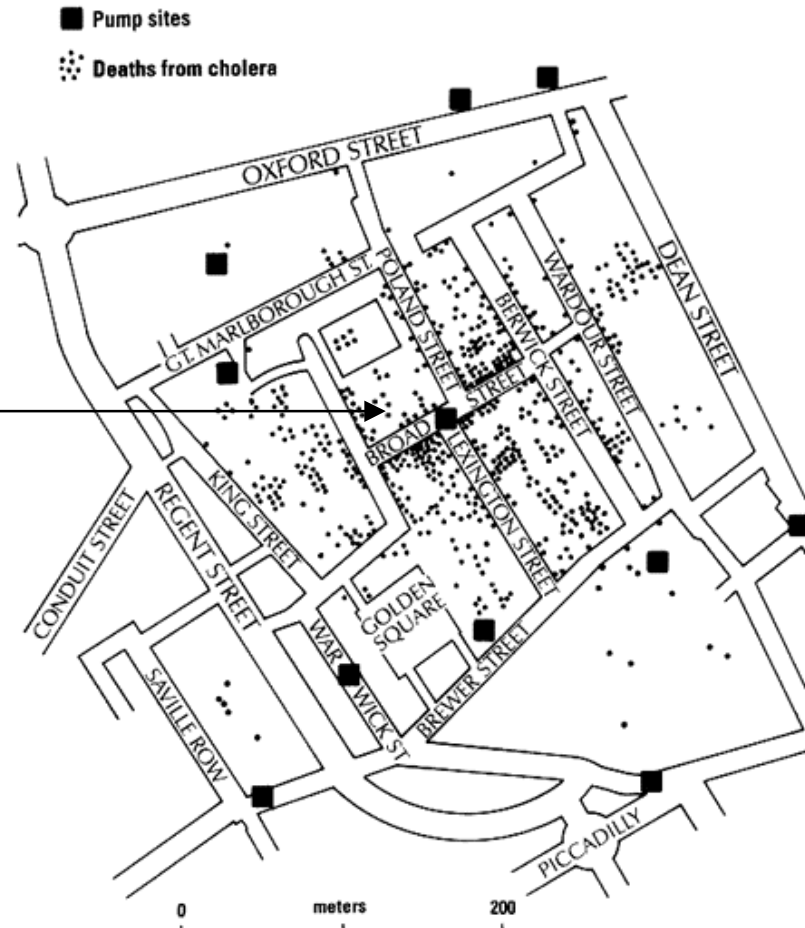 Pump sites
Deaths from cholera
OXFORD STREET
GT. MARLBOROUGH ST.
POLAND STREET
BERWICK STREET
WARDOUR STREET
DEAN STREET
BROAD STREET
LEXINGTON STREET
KING STREET
REGENT STREET
CONDUIT STREET
GOLDEN
SQUARE
WARWICK ST
BREWER STREET
SAVILLE ROW
PICCADILLY
0 meters 200